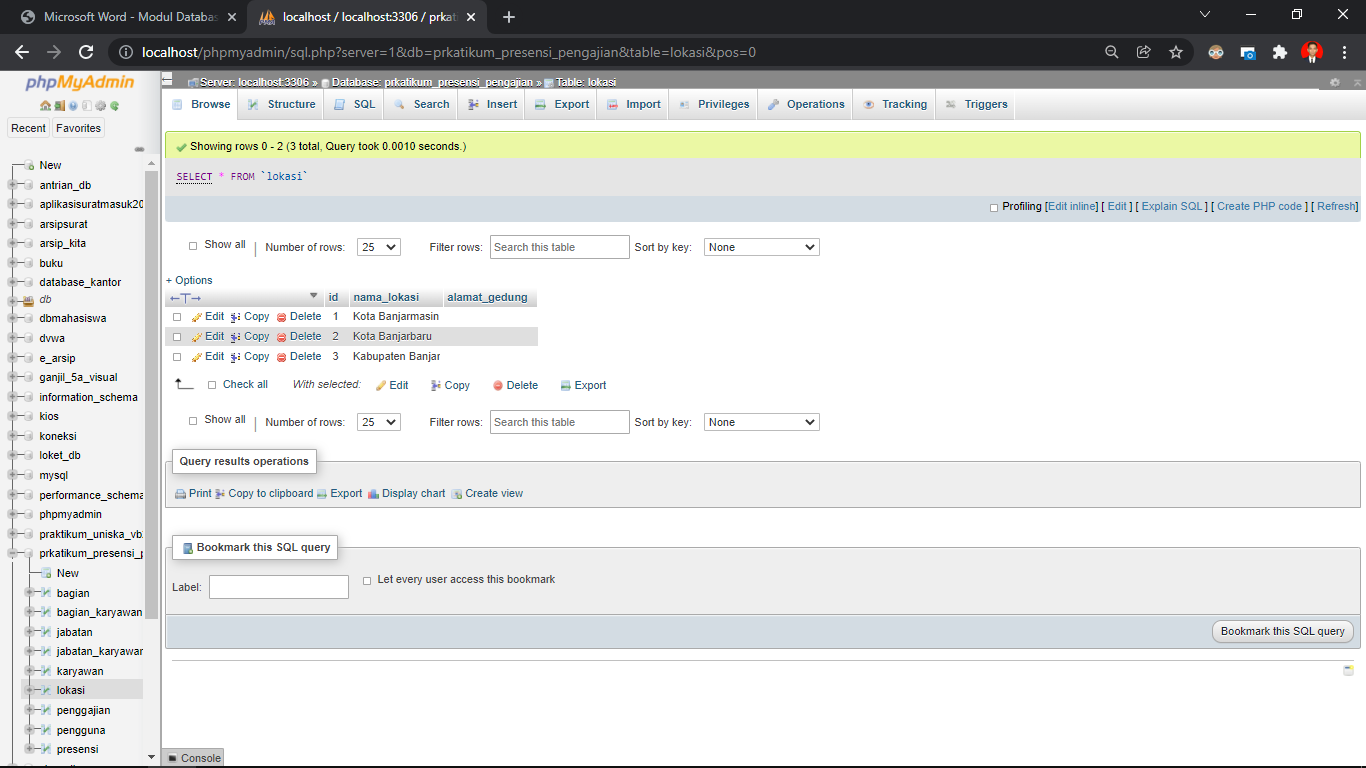 Microsoft Word - Modul Databas
localhost / localhost:3306 / prkati
localhost/phpmyadmin/sql.php?server=1&db=prkatikum_presensi_pengajian&table=lokasi&pos=0
phpMyAdmin
Recent Favorites
New
antrian_db
aplikasisuratmasuk20
arsipsurat
arsip_kita
buku
database_kantor
db
dbmahasiswa
dvwa
e_arsip
ganjil_5a_visual
information_schema
kios
koneksi
loket_db
mysql
performance_schema
phpmyadmin
praktikum_uniska_vb
prkatikum_presensi_p
New
bagian
bagian_karyawan
jabatan
jabatan_karyawan
karyawan
lokasi
penggajian
pengguna
presensi
Server: localhost:3306 » Database: prkatikum_presensi_pengajian » Table: lokasi
Browse Structure SQL Search Insert Export Import Privileges Operations Tracking Triggers
Showing rows 0 - 2 (3 total, Query took 0.0010 seconds.)
SELECT * FROM `lokasi`
Profiling [Edit inline] [ Edit ] [ Explain SQL ] [ Create PHP code ] [ Refresh]
Show all | Number of rows: 25 Filter rows: Search this table Sort by key: None
+ Options
←T→ id nama_lokasi alamat_gedung
Edit Copy Delete 1 Kota Banjarmasin
Edit Copy Delete 2 Kota Banjarbaru
Edit Copy Delete 3 Kabupaten Banjar
Check all With selected: Edit Copy Delete Export
Show all | Number of rows: 25 Filter rows: Search this table Sort by key: None
Query results operations
Print Copy to clipboard Export Display chart Create view
Bookmark this SQL query
Label: Let every user access this bookmark
Bookmark this SQL query
Console